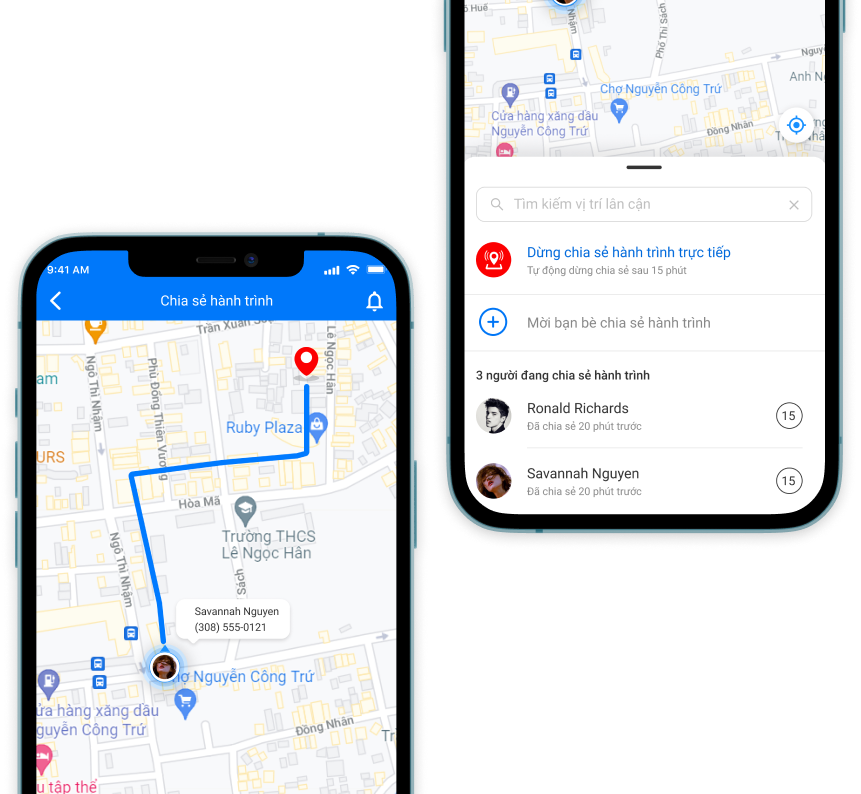 9:41 AM
Chia sẻ hành trình
Trần Xuân
Lê Ngọc Hân
Ngõ Thì Nhậm
Phù Đổng Thiên Vương
am
Ruby Plaza
URS
Hòa Mã
Trường THCS
Lê Ngọc Hân
Ngô Thì Nhậm
Sách
Savannah Nguyen
(308) 555-0121
ợ Nguyễn Công Trứ
ửa hàng xăng dầu
guyễn Công Trứ
Đồng Nhân
Tr
u tập thể
ố Huế
Nhậm
Phố Thi Sách
Nguy
Anh N
Chợ Nguyễn Công Trứ
Cửa hàng xăng dầu
Nguyễn Công Trứ
Đồng Nhân
Tìm kiếm vị trí lân cận
Dừng chia sẻ hành trình trực tiếp
Tự động dừng chia sẻ sau 15 phút
Mời bạn bè chia sẻ hành trình
3 người đang chia sẻ hành trình
Ronald Richards
Đã chia sẻ 20 phút trước
15
Savannah Nguyen
Đã chia sẻ 20 phút trước
15